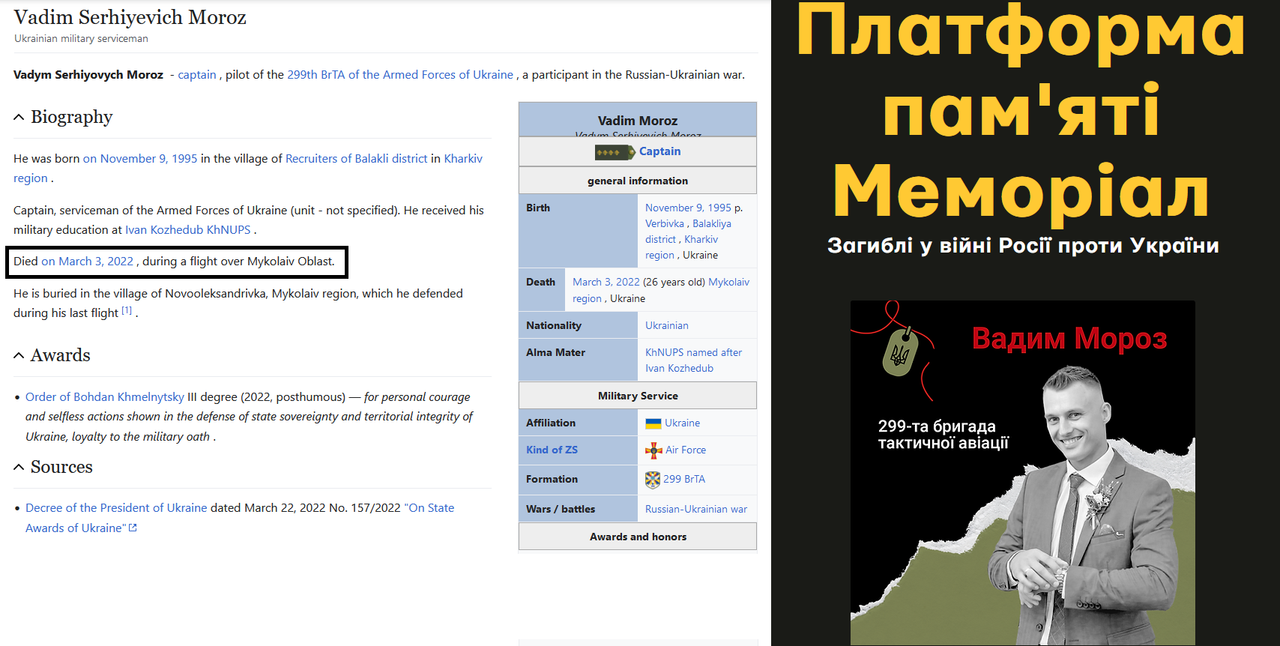 Vadim Serhiyevich Moroz
Ukrainian military serviceman
Vadym Serhiyovych Moroz - captain , pilot of the 299th BrTA of the Armed Forces of Ukraine , a participant in the Russian-Ukrainian war.
Biography
He was born on November 9, 1995 in the village of Recruiters of Balakli district in Kharkiv
region .
Captain, serviceman of the Armed Forces of Ukraine (unit - not specified). He received his
military education at Ivan Kozhedub KhNUPS .
Died on March 3, 2022 , during a flight over Mykolaiv Oblast.
He is buried in the village of Novooleksandrivka, Mykolaiv region, which he defended
during his last flight [1] .
Awards
• Order of Bohdan Khmelnytsky III degree (2022, posthumous) — for personal courage
and selfless actions shown in the defense of state sovereignty and territorial integrity of
Ukraine, loyalty to the military oath .
Sources
• Decree of the President of Ukraine dated March 22, 2022 No. 157/2022 "On State
Awards of Ukraine"
Vadim Moroz
Vadym Serhiyevich Moroz
Captain
general information
Birth
November 9, 1995 р.
Verbivka , Balakliya
district , Kharkiv
region , Ukraine
Death
March 3, 2022 (26 years old) Mykolaiv
region , Ukraine
Nationality
Ukrainian
Alma Mater
KhNUPS named after
Ivan Kozhedub
Military Service
Affiliation
Ukraine
Kind of ZS
Air Force
Formation
299 BrTA
Wars / battles
Russian-Ukrainian war
Awards and honors
Платформа
пам'яті
Меморіал
Загиблі у війні Росії проти України
Вадим Мороз
299-та бригада
тактичної авіації